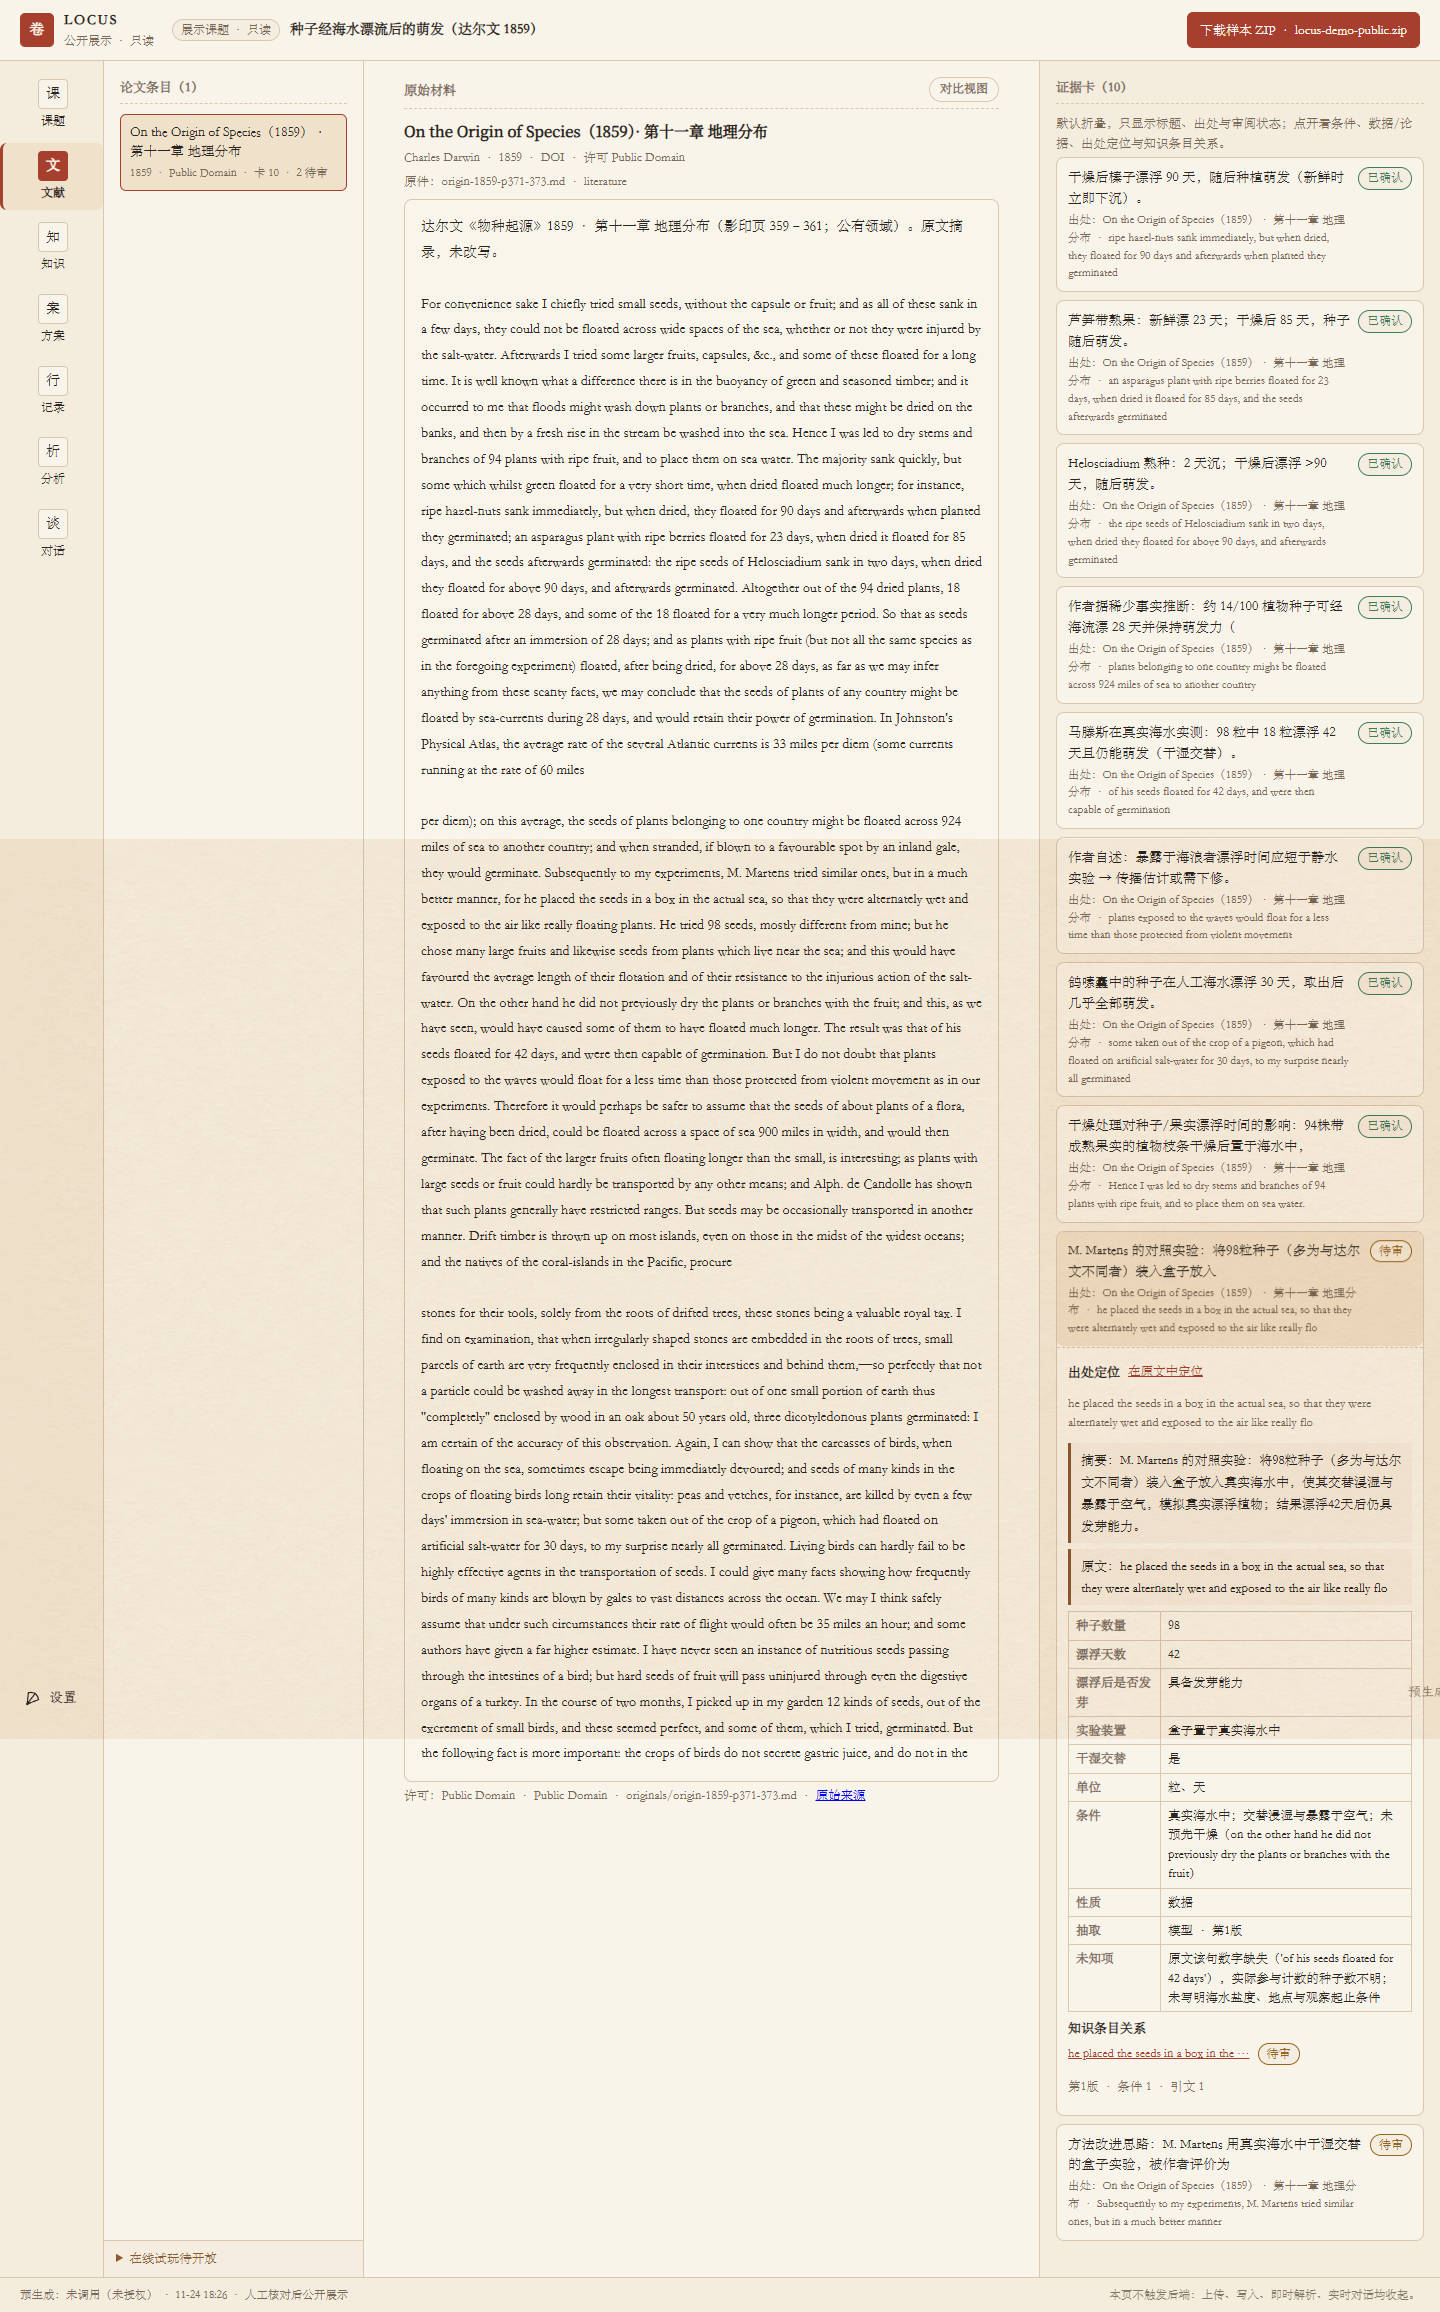 卷 LOCUS
公开展示 · 只读
展示课题 · 只读
种子经海水漂流后的萌发（达尔文 1859）
下载样本 ZIP · locus-demo-public.zip
课
课题
文
文献
知
知识
案
方案
行
记录
析
分析
谈
对话
设置
论文条目（1）
On the Origin of Species（1859） ·
第十一章 地理分布
1859 · Public Domain · 卡 10 · 2 待审
▶ 在线试玩待开放
原始材料
对比视图
On the Origin of Species（1859）· 第十一章 地理分布
Charles Darwin · 1859 · DOI · 许可 Public Domain
原件：origin-1859-p371-373.md · literature
达尔文《物种起源》1859 · 第十一章 地理分布（影印页 359 – 361；公有领域）。原文摘
录，未改写。
For convenience sake I chiefly tried small seeds, without the capsule or fruit; and as all of these sank in
a few days, they could not be floated across wide spaces of the sea, whether or not they were injured by
the salt-water. Afterwards I tried some larger fruits, capsules, &c., and some of these floated for a long
time. It is well known what a difference there is in the buoyancy of green and seasoned timber; and it
occurred to me that floods might wash down plants or branches, and that these might be dried on the
banks, and then by a fresh rise in the stream be washed into the sea. Hence I was led to dry stems and
branches of 94 plants with ripe fruit, and to place them on sea water. The majority sank quickly, but
some which whilst green floated for a very short time, when dried floated much longer; for instance,
ripe hazel-nuts sank immediately, but when dried, they floated for 90 days and afterwards when planted
they germinated; an asparagus plant with ripe berries floated for 23 days, when dried it floated for 85
days, and the seeds afterwards germinated: the ripe seeds of Helosciadium sank in two days, when dried
they floated for above 90 days, and afterwards germinated. Altogether out of the 94 dried plants, 18
floated for above 28 days, and some of the 18 floated for a very much longer period. So that as seeds
germinated after an immersion of 28 days; and as plants with ripe fruit (but not all the same species as
in the foregoing experiment) floated, after being dried, for above 28 days, as far as we may infer
anything from these scanty facts, we may conclude that the seeds of plants of any country might be
floated by sea-currents during 28 days, and would retain their power of germination. In Johnston's
Physical Atlas, the average rate of the several Atlantic currents is 33 miles per diem (some currents
running at the rate of 60 miles
per diem); on this average, the seeds of plants belonging to one country might be floated across 924
miles of sea to another country; and when stranded, if blown to a favourable spot by an inland gale,
they would germinate. Subsequently to my experiments, M. Martens tried similar ones, but in a much
better manner, for he placed the seeds in a box in the actual sea, so that they were alternately wet and
exposed to the air like really floating plants. He tried 98 seeds, mostly different from mine; but he
chose many large fruits and likewise seeds from plants which live near the sea; and this would have
favoured the average length of their flotation and of their resistance to the injurious action of the salt-
water. On the other hand he did not previously dry the plants or branches with the fruit; and this, as we
have seen, would have caused some of them to have floated much longer. The result was that of his
seeds floated for 42 days, and were then capable of germination. But I do not doubt that plants
exposed to the waves would float for a less time than those protected from violent movement as in our
experiments. Therefore it would perhaps be safer to assume that the seeds of about plants of a flora,
after having been dried, could be floated across a space of sea 900 miles in width, and would then
germinate. The fact of the larger fruits often floating longer than the small, is interesting; as plants with
large seeds or fruit could hardly be transported by any other means; and Alph. de Candolle has shown
that such plants generally have restricted ranges. But seeds may be occasionally transported in another
manner. Drift timber is thrown up on most islands, even on those in the midst of the widest oceans;
and the natives of the coral-islands in the Pacific, procure
stones for their tools, solely from the roots of drifted trees, these stones being a valuable royal tax. I
find on examination, that when irregularly shaped stones are embedded in the roots of trees, small
parcels of earth are very frequently enclosed in their interstices and behind them,—so perfectly that not
a particle could be washed away in the longest transport: out of one small portion of earth thus
"completely" enclosed by wood in an oak about 50 years old, three dicotyledonous plants germinated: I
am certain of the accuracy of this observation. Again, I can show that the carcasses of birds, when
floating on the sea, sometimes escape being immediately devoured; and seeds of many kinds in the
crops of floating birds long retain their vitality: peas and vetches, for instance, are killed by even a few
days' immersion in sea-water; but some taken out of the crop of a pigeon, which had floated on
artificial salt-water for 30 days, to my surprise nearly all germinated. Living birds can hardly fail to be
highly effective agents in the transportation of seeds. I could give many facts showing how frequently
birds of many kinds are blown by gales to vast distances across the ocean. We may I think safely
assume that under such circumstances their rate of flight would often be 35 miles an hour; and some
authors have given a far higher estimate. I have never seen an instance of nutritious seeds passing
through the intestines of a bird; but hard seeds of fruit will pass uninjured through even the digestive
organs of a turkey. In the course of two months, I picked up in my garden 12 kinds of seeds, out of the
excrement of small birds, and these seemed perfect, and some of them, which I tried, germinated. But
the following fact is more important: the crops of birds do not secrete gastric juice, and do not in the
许可：Public Domain · Public Domain · originals/origin-1859-p371-373.md · 原始来源
证据卡（10）
默认折叠，只显示标题、出处与审阅状态；点开看条件、数据/论
据、出处定位与知识条目关系。
干燥后榛子漂浮 90 天，随后种植萌发（新鲜时
立即下沉）。
已确认
出处：On the Origin of Species（1859） · 第十一章 地理
分布 · ripe hazel-nuts sank immediately, but when dried,
they floated for 90 days and afterwards when planted they
germinated
芦笋带熟果：新鲜漂 23 天；干燥后 85 天，种子
随后萌发。
已确认
出处：On the Origin of Species（1859） · 第十一章 地理
分布 · an asparagus plant with ripe berries floated for 23
days, when dried it floated for 85 days, and the seeds
afterwards germinated
Helosciadium 熟种：2 天沉；干燥后漂浮 >90
天，随后萌发。
已确认
出处：On the Origin of Species（1859） · 第十一章 地理
分布 · the ripe seeds of Helosciadium sank in two days,
when dried they floated for above 90 days, and afterwards
germinated
作者据稀少事实推断：约 14/100 植物种子可经
海流漂 28 天并保持萌发力（
已确认
出处：On the Origin of Species（1859） · 第十一章 地理
分布 · plants belonging to one country might be floated
across 924 miles of sea to another country
马滕斯在真实海水实测：98 粒中 18 粒漂浮 42
天且仍能萌发（干湿交替）。
已确认
出处：On the Origin of Species（1859） · 第十一章 地理
分布 · of his seeds floated for 42 days, and were then
capable of germination
作者自述：暴露于海浪者漂浮时间应短于静水
实验 → 传播估计或需下修。
已确认
出处：On the Origin of Species（1859） · 第十一章 地理
分布 · plants exposed to the waves would float for a less
time than those protected from violent movement
鸽嗉囊中的种子在人工海水漂浮 30 天，取出后
几乎全部萌发。
已确认
出处：On the Origin of Species（1859） · 第十一章 地理
分布 · some taken out of the crop of a pigeon, which had
floated on artificial salt-water for 30 days, to my surprise nearly
all germinated
干燥处理对种子/果实漂浮时间的影响：94株带
成熟果实的植物枝条干燥后置于海水中，
已确认
出处：On the Origin of Species（1859） · 第十一章 地理
分布 · Hence I was led to dry stems and branches of 94
plants with ripe fruit, and to place them on sea water.
M. Martens 的对照实验：将98粒种子（多为与达尔
文不同者）装入盒子放入
待审
出处：On the Origin of Species（1859） · 第十一章 地理分
布 · he placed the seeds in a box in the actual sea, so that they
were alternately wet and exposed to the air like really flo
出处定位 在原文中定位
he placed the seeds in a box in the actual sea, so that they were
alternately wet and exposed to the air like really flo
摘要：M. Martens 的对照实验：将98粒种子（多为与达尔
文不同者）装入盒子放入真实海水中，使其交替浸湿与
暴露于空气，模拟真实漂浮植物；结果漂浮42天后仍具
发芽能力。
原文：he placed the seeds in a box in the actual sea, so that
they were alternately wet and exposed to the air like really flo
种子数量 98
漂浮天数 42
漂浮后是否发
芽
具备发芽能力
预生成
实验装置 盒子置于真实海水中
干湿交替 是
单位 粒、天
条件 真实海水中；交替浸湿与暴露于空气；未
预先干燥（on the other hand he did not
previously dry the plants or branches with the
fruit）
性质 数据
抽取 模型 · 第1版
未知项 原文该句数字缺失（'of his seeds floated for
42 days'），实际参与计数的种子数不明；
未写明海水盐度、地点与观察起止条件
知识条目关系
he placed the seeds in a box in the ··· 待审
第1版 · 条件 1 · 引文 1
方法改进思路：M. Martens 用真实海水中干湿交替
的盒子实验，被作者评价为
待审
出处：On the Origin of Species（1859） · 第十一章 地理分
布 · Subsequently to my experiments, M. Martens tried similar
ones, but in a much better manner
预生成：未调用（未授权） · 11-24 18:26 · 人工核对后公开展示
本页不触发后端：上传、写入、即时解析、实时对话均收起。